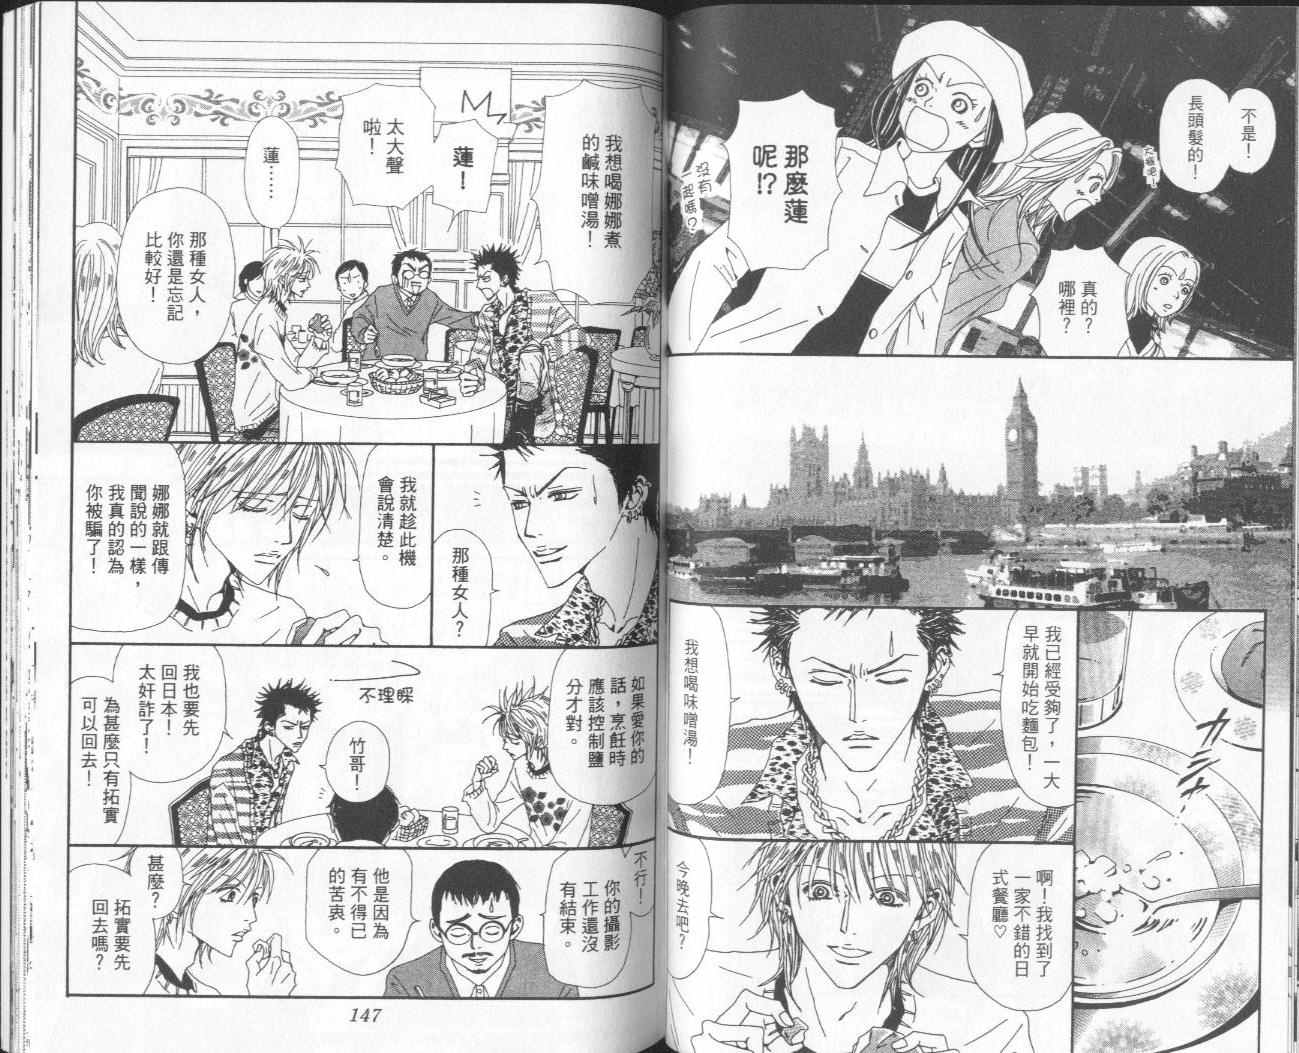 不是！
長頭髮的！
那麼蓮
呢！？
沒有
一起嗎？
真的？
哪裡？
我已經受夠了，一大
早就開始吃麵包！
我想喝味噌湯！
啊！我找到了
一家不錯的日
式餐廳♡
今晚去吧？
我想喝娜娜煮
的鹹味噌湯！
蓮！
太大聲
啦！
蓮……
那種女人，
你還是忘記
比較好！
那種女人？
我就趁此機
會說清楚。
娜娜就跟傳
聞說的一樣，
我真的認為
你被騙了！
如果愛你的
話，烹飪時
應該控制鹽
分才對。
不理睬
竹哥！
我也要先
回日本！
太奸詐了！
為甚麼只有拓實
可以回去！
不行！
你的攝影
工作還沒
有結束。
他是因為
有不得已
的苦衷。
甚麼？
拓實要先
回去嗎？
147